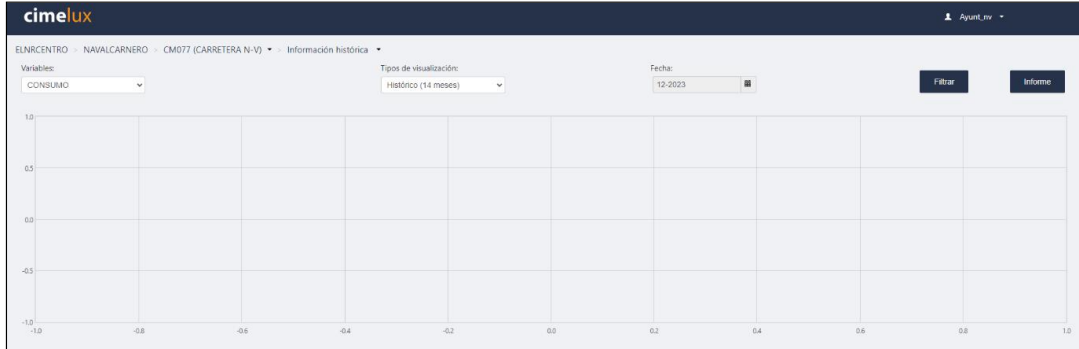 cimelux
Ayunt_nv
ELNRCENTRO NAVALCARNERO CM077 (CARRETERA N-V) Información histórica
Variables: Tipos de visualización: Fecha:
CONSUMO Histórico (14 meses) 12-2023 Filtrar Informe
1.0
0.5
0.0
-0.5
-1.0
-1.0 -0.8 -0.6 -0.4 -0.2 0.0 0.2 0.4 0.6 0.8 1.0